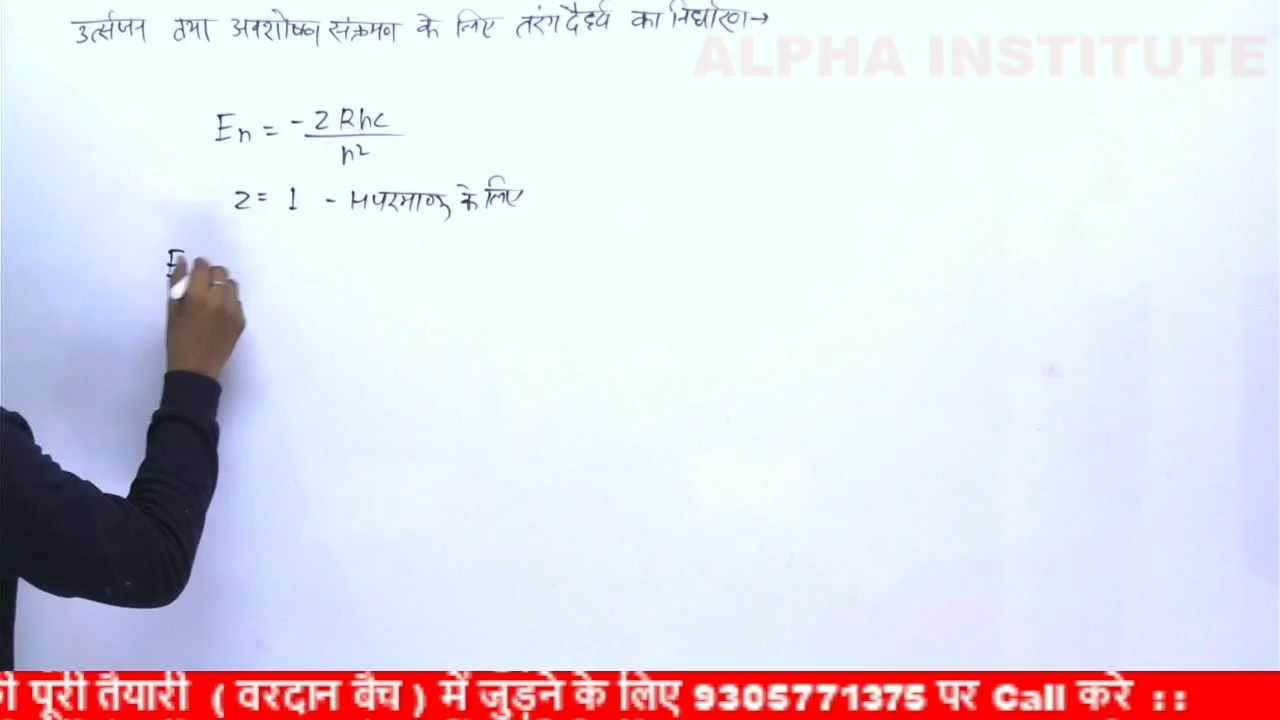 उत्सर्जन तथा अवशोषण संक्रमण के लिए तरंगदैर्ध्य का निर्धारण→
ALPHA INSTITUTE
En = - ZRhc / n²
z = 1 - H परमाणु के लिए
E
पूरी तैयारी ( वरदान बैच ) में जुड़ने के लिए 9305771375 पर Call करे : :